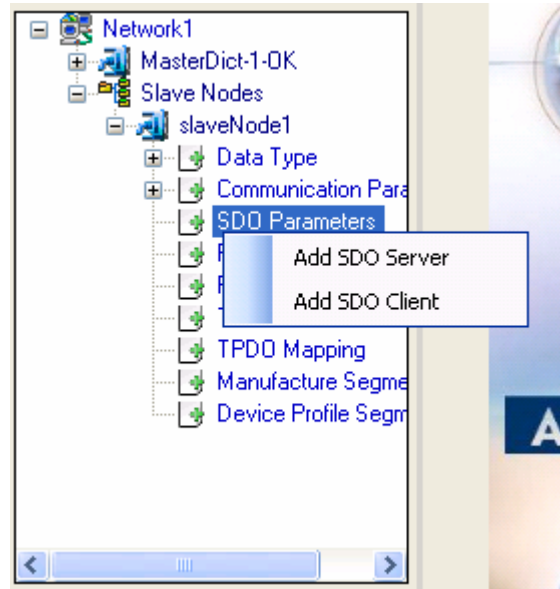 Network1
MasterDict-1-OK
Slave Nodes
slaveNode1
Data Type
Communication Para
SDO Parameters
Add SDO Server
Add SDO Client
TPDO Mapping
Manufacture Segme
Device Profile Segm
A